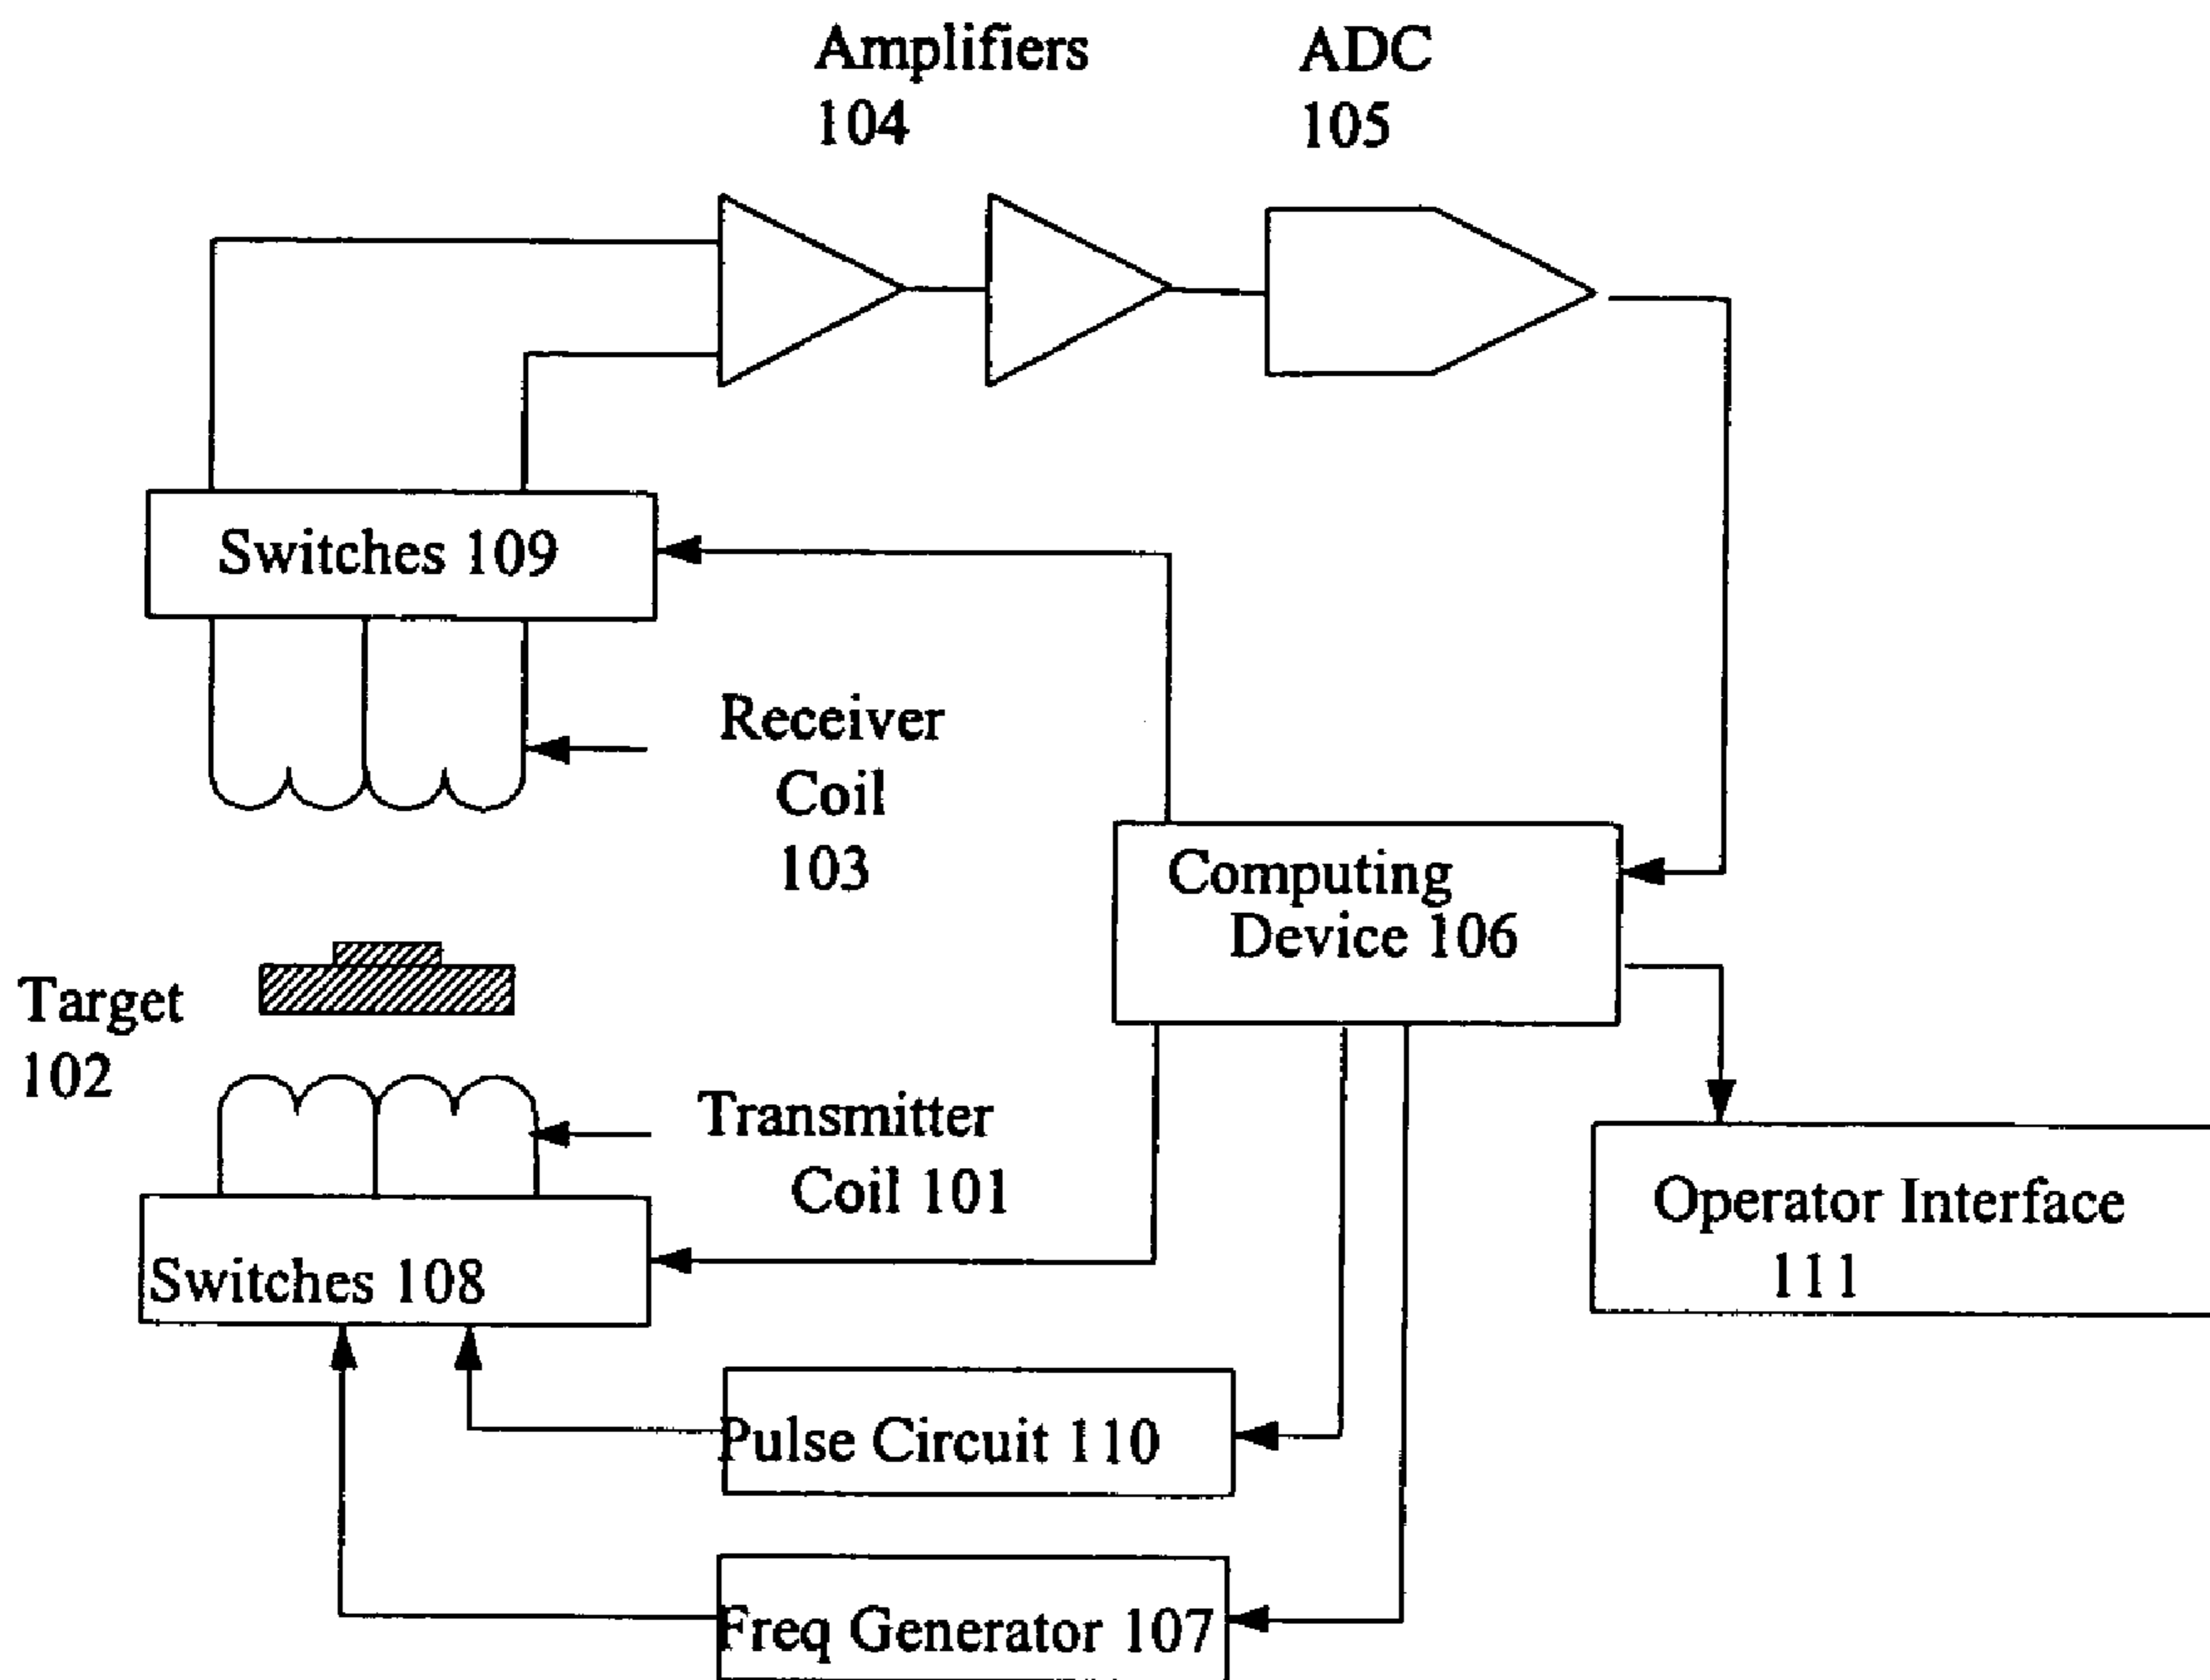 Amplifiers
104
ADC
105
Switches 109
Receiver
Coil
103
Computing
Device 106
Target
102
Transmitter
Coil 101
Operator Interface
111
Switches 108
Pulse Circuit 110
Freq Generator 107